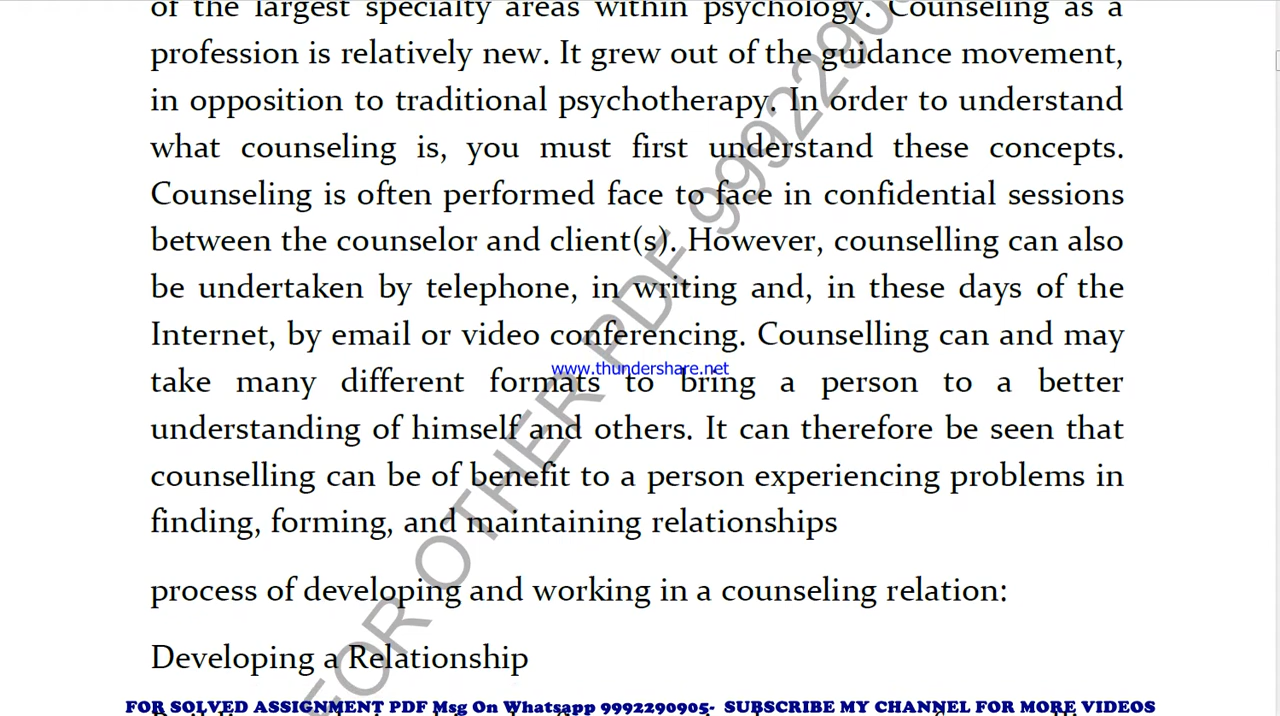 of the largest specialty areas within psychology. Counseling as a
profession is relatively new. It grew out of the guidance movement,
in opposition to traditional psychotherapy. In order to understand
what counseling is, you must first understand these concepts.
Counseling is often performed face to face in confidential sessions
between the counselor and client(s). However, counselling can also
be undertaken by telephone, in writing and, in these days of the
Internet, by email or video conferencing. Counselling can and may
www.thundershare.net
take many different formats to bring a person to a better
understanding of himself and others. It can therefore be seen that
counselling can be of benefit to a person experiencing problems in
finding, forming, and maintaining relationships
process of developing and working in a counseling relation:
Developing a Relationship
FOR OTHER PDF 9992290
FOR SOLVED ASSIGNMENT PDF Msg On Whatsapp 9992290905- SUBSCRIBE MY CHANNEL FOR MORE VIDEOS